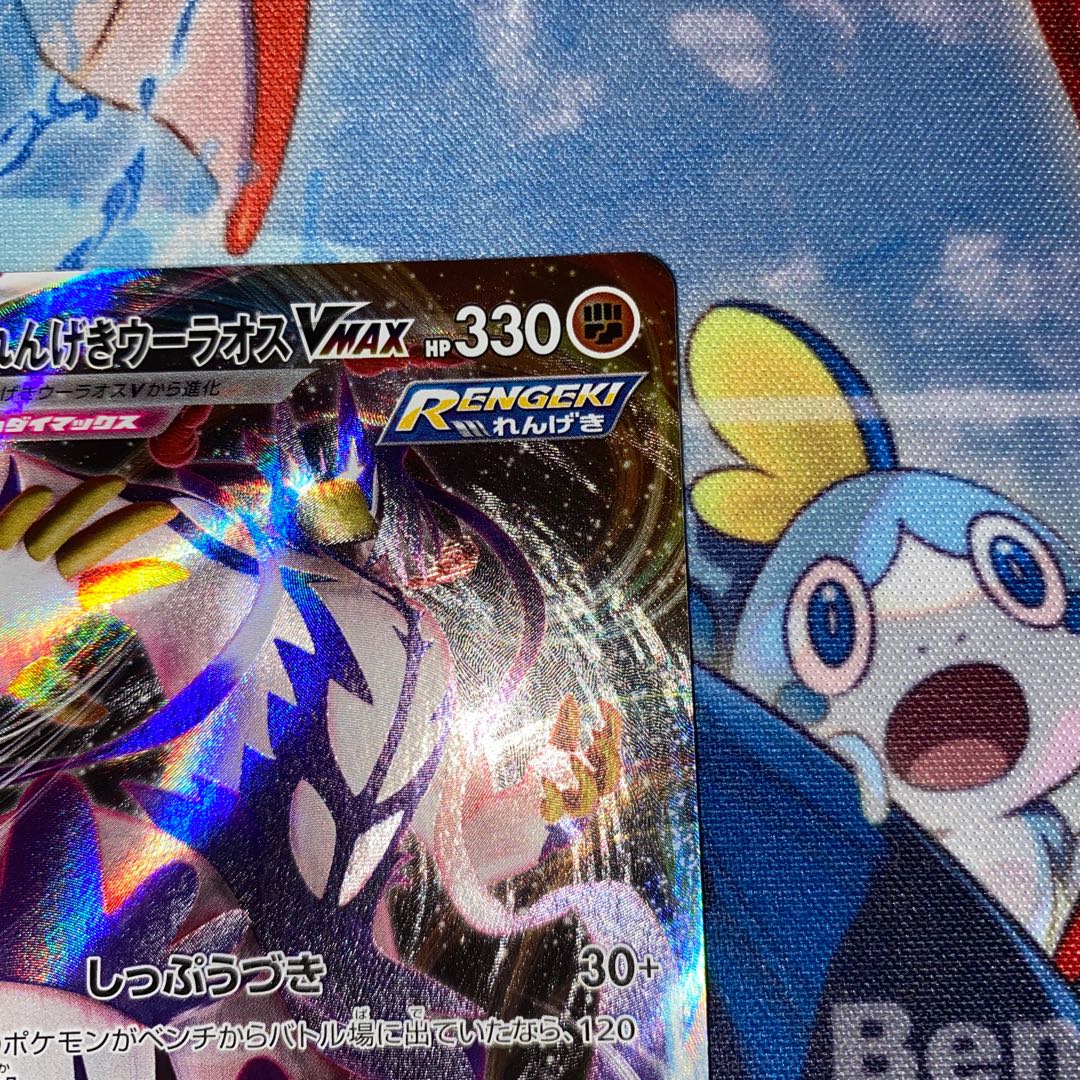 れんげきウーラオスVMAX HP330
げきウーラオスVから進化
RENGEKI
ダイマックス
れんげき
しっぷうづき 30+
ポケモンがベンチからバトル場に出ていたなら、120
Ben